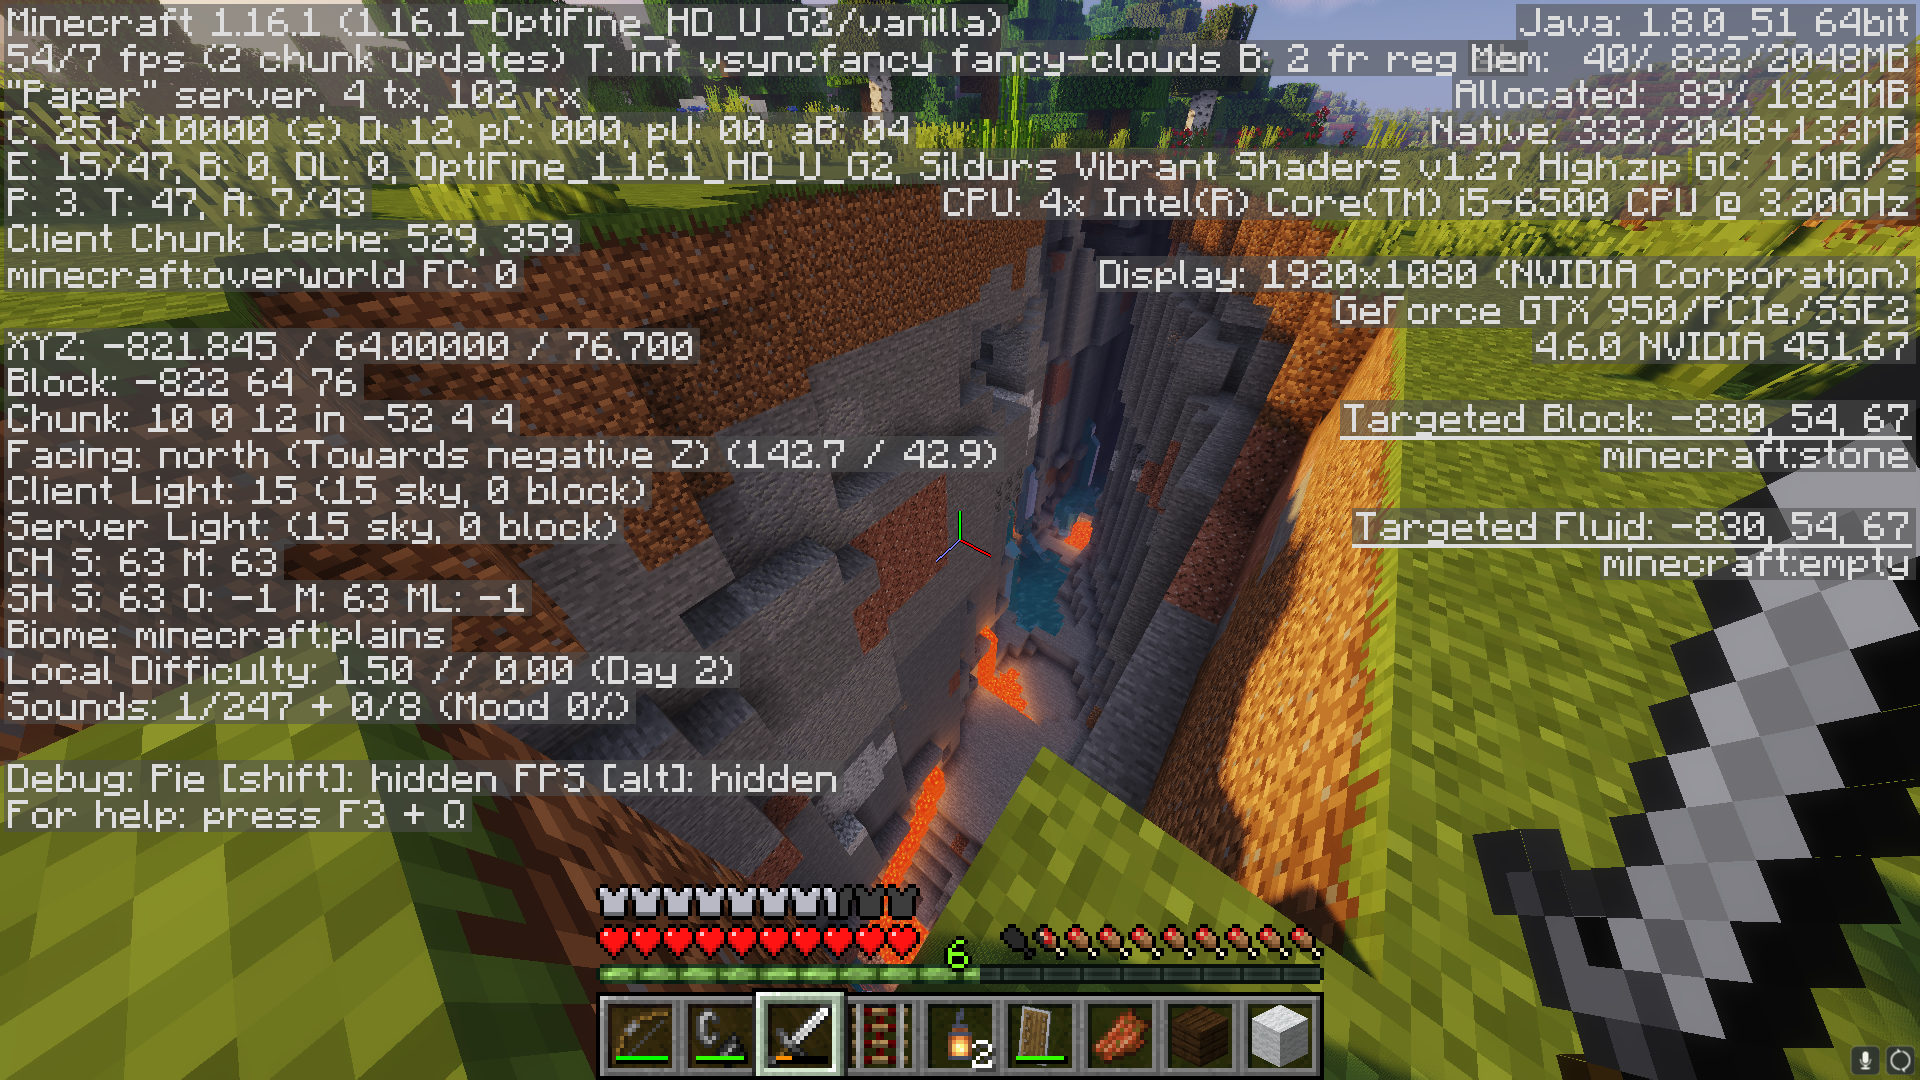 Minecraft 1.16.1 (1.16.1-OptiFine_HD_U_G2/vanilla)
54/7 fps (2 chunk updates) T: inf vsyncfancy fancy-clouds B: 2 fr reg
"Paper" server, 4 tx, 102 rx
C: 251/10000 (s) D: 12, pC: 000, pU: 00, aB: 04
E: 15/47, B: 0, DL: 0, OptiFine_1.16.1_HD_U_G2, Sildurs Vibrant Shaders v1.27 High.zip
P: 3. T: 47, A: 7/43
Client Chunk Cache: 529, 359
minecraft:overworld FC: 0
XYZ: -821.845 / 64.00000 / 76.700
Block: -822 64 76
Chunk: 10 0 12 in -52 4 4
Facing: north (Towards negative Z) (142.7 / 42.9)
Client Light: 15 (15 sky, 0 block)
Server Light: (15 sky, 0 block)
CH S: 63 M: 63
SH S: 63 O: -1 M: 63 ML: -1
Biome: minecraft:plains
Local Difficulty: 1.50 // 0.00 (Day 2)
Sounds: 1/247 + 0/8 (Mood 0%)
Debug: Pie [shift]: hidden FPS [alt]: hidden
For help: press F3 + Q
Java: 1.8.0_51 64bit
Mem: 40% 822/2048MB
Allocated: 89% 1824MB
Native: 332/2048+133MB
GC: 16MB/s
CPU: 4x Intel(R) Core(TM) i5-6500 CPU @ 3.20GHz
Display: 1920x1080 (NVIDIA Corporation)
GeForce GTX 950/PCIe/SSE2
4.6.0 NVIDIA 451.67
Targeted Block: -830, 54, 67
minecraft:stone
Targeted Fluid: -830, 54, 67
minecraft:empty
6
2